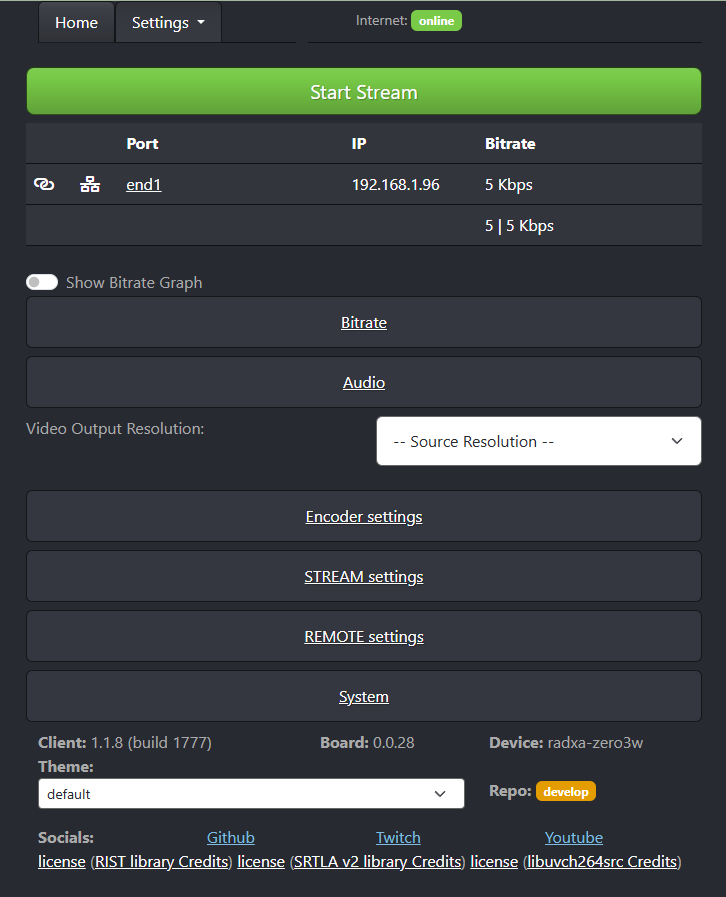 Home Settings Internet: online
Start Stream
Port IP Bitrate
end1 192.168.1.96 5 Kbps
5 | 5 Kbps
Show Bitrate Graph
Bitrate
Audio
Video Output Resolution: -- Source Resolution --
Encoder settings
STREAM settings
REMOTE settings
System
Client: 1.1.8 (build 1777) Board: 0.0.28 Device: radxa-zero3w
Theme:
default Repo: develop
Socials: Github Twitch Youtube
license (RIST library Credits) license (SRTLA v2 library Credits) license (libuvch264src Credits)